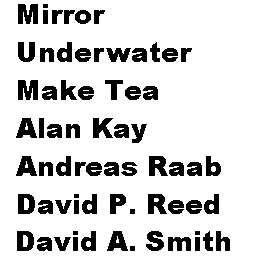 Mirror
Underwater
Make Tea
Alan Kay
Andreas Raab
David P. Reed
David A. Smith